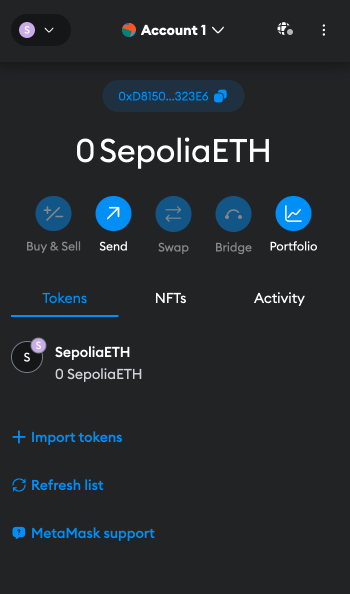 S
Account 1
0xD8150...323E6
0 SepoliaETH
Buy & Sell
Send
Swap
Bridge
Portfolio
Tokens
NFTs
Activity
S
S
SepoliaETH
0 SepoliaETH
Import tokens
Refresh list
MetaMask support